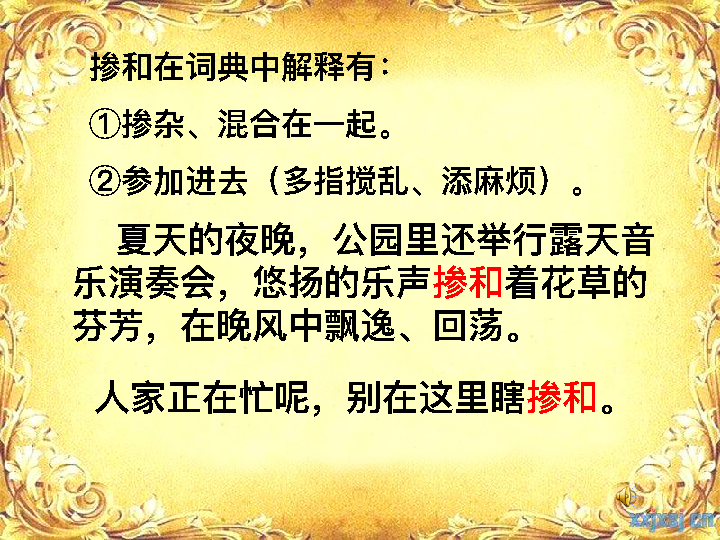 掺和在词典中解释有：
①掺杂、混合在一起。
②参加进去（多指搅乱、添麻烦）。
夏天的夜晚，公园里还举行露天音
乐演奏会，悠扬的乐声掺和着花草的
芬芳，在晚风中飘逸、回荡。
人家正在忙呢，别在这里瞎掺和。